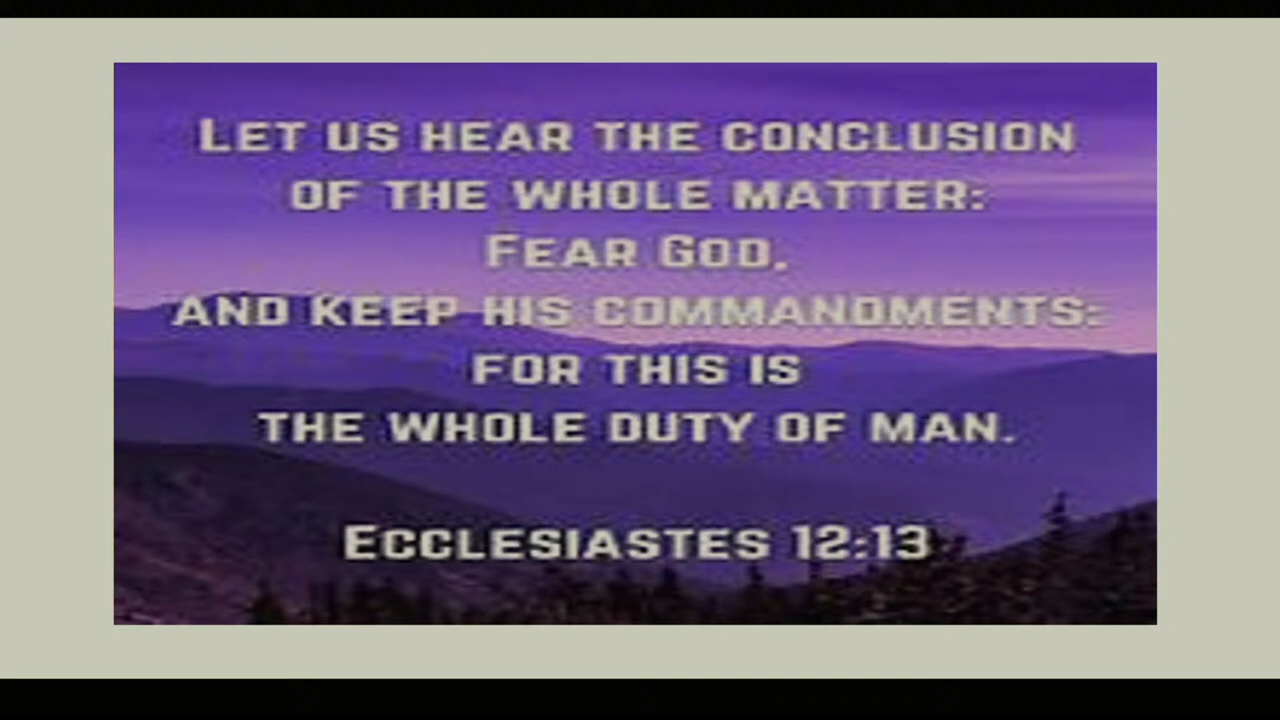 Let us hear the conclusion
of the whole matter:
Fear God,
and keep his commandments:
for this is
the whole duty of man.
Ecclesiastes 12:13